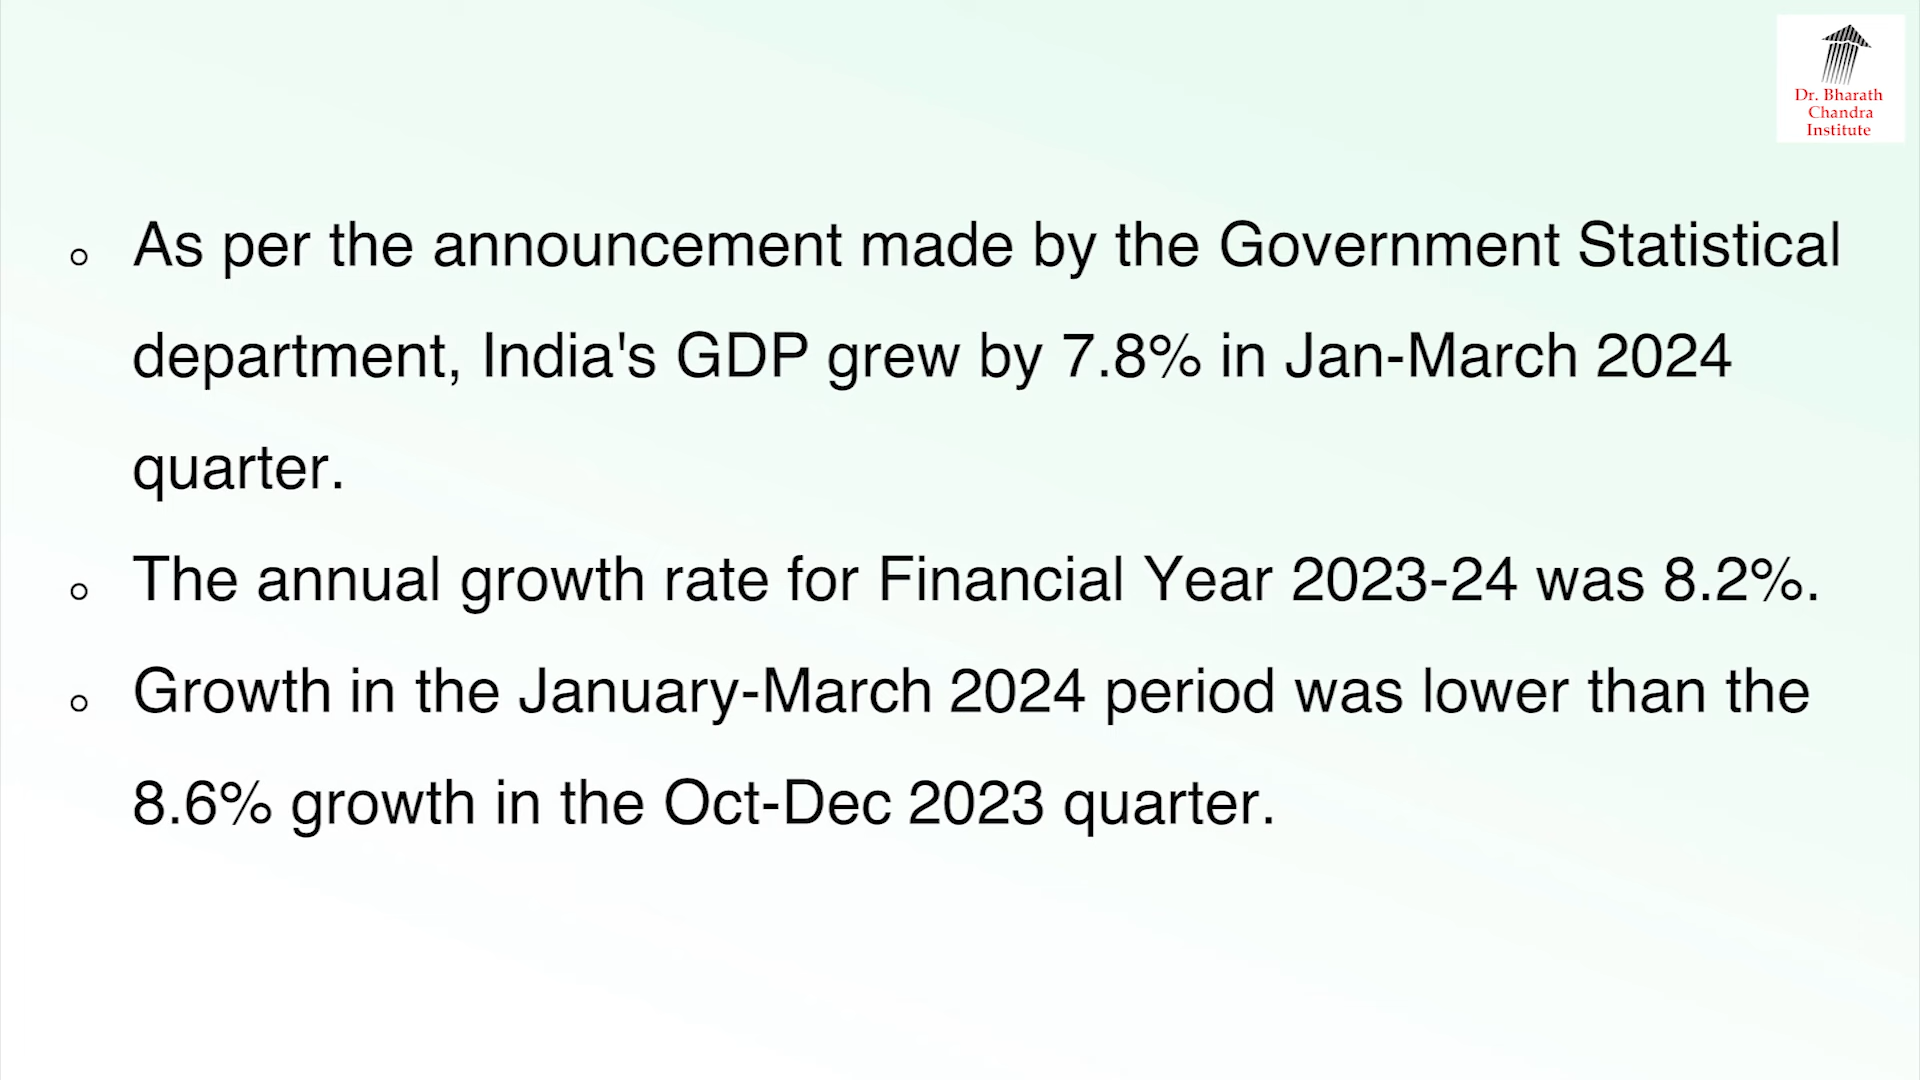 Dr. Bharath
Chandra
Institute
◦ As per the announcement made by the Government Statistical
department, India's GDP grew by 7.8% in Jan-March 2024
quarter.
◦ The annual growth rate for Financial Year 2023-24 was 8.2%.
◦ Growth in the January-March 2024 period was lower than the
8.6% growth in the Oct-Dec 2023 quarter.